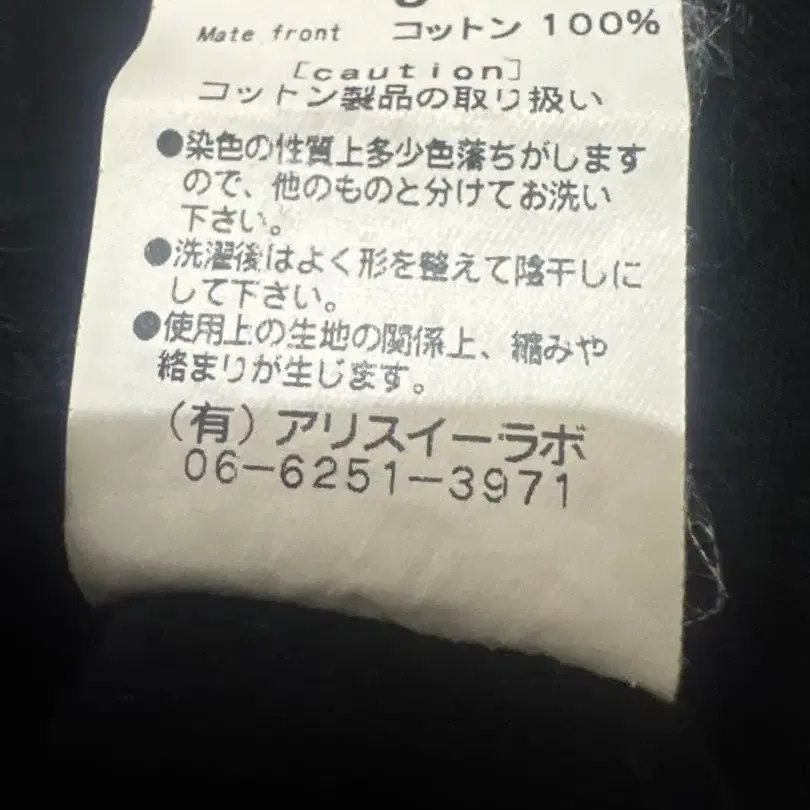 Mate front コットン 100%
[caution]
コットン製品の取り扱い
●染色の性質上多少色落ちがします
ので、他のものと分けてお洗い
下さい。
●洗濯後はよく形を整えて陰干しに
して下さい。
●使用上の生地の関係上、縮みや
絡まりが生じます。
(有)アリスイーラボ
06-6251-3971